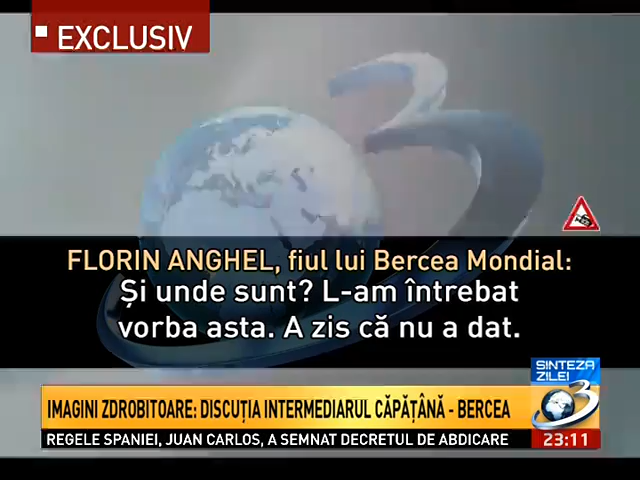 EXCLUSIV
FLORIN ANGHEL, fiul lui Bercea Mondial:
Și unde sunt? L-am întrebat
vorba asta. A zis că nu a dat.
SINTEZA
ZILEI
3
IMAGINI ZDROBITOARE: DISCUȚIA INTERMEDIARUL CĂPĂȚÂNĂ - BERCEA
REGELE SPANIEI, JUAN CARLOS, A SEMNAT DECRETUL DE ABDICARE
23:11